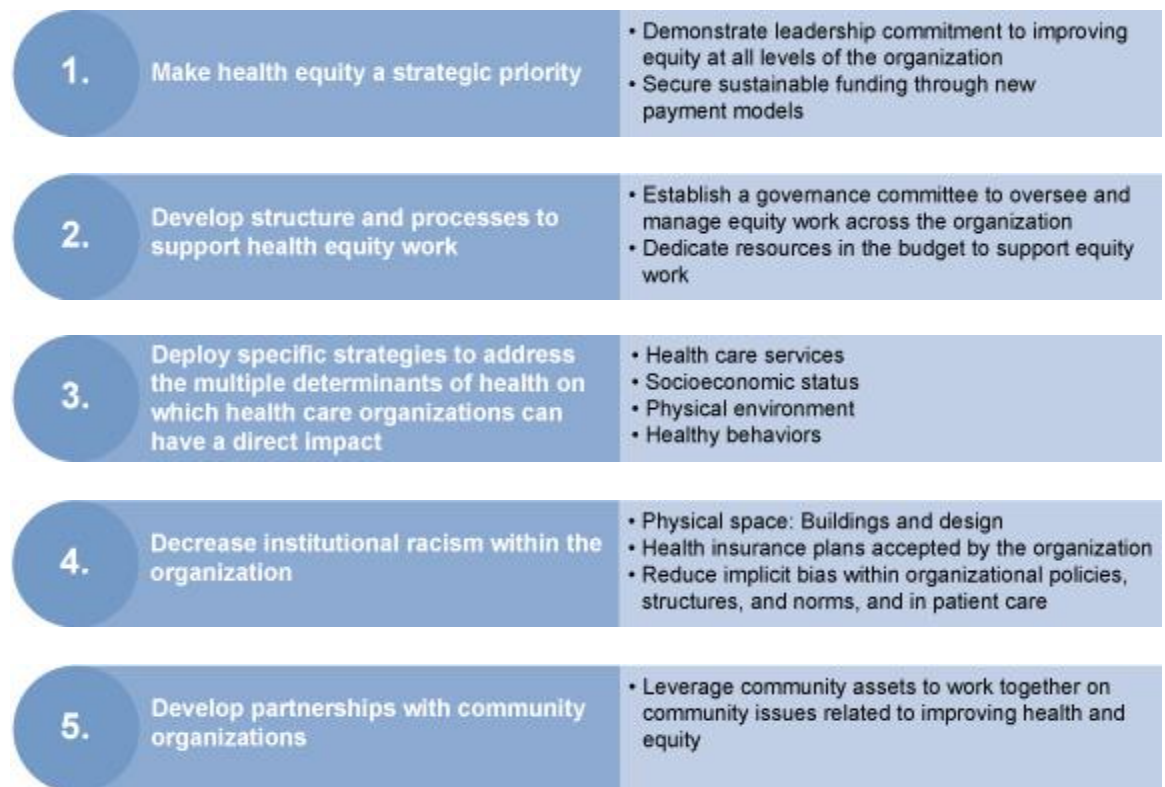 1.
Make health equity a strategic priority
• Demonstrate leadership commitment to improving
equity at all levels of the organization
• Secure sustainable funding through new
payment models
2.
Develop structure and processes to
support health equity work
• Establish a governance committee to oversee and
manage equity work across the organization
• Dedicate resources in the budget to support equity
work
3.
Deploy specific strategies to address
the multiple determinants of health on
which health care organizations can
have a direct impact
• Health care services
• Socioeconomic status
• Physical environment
• Healthy behaviors
4.
Decrease institutional racism within the
organization
• Physical space: Buildings and design
• Health insurance plans accepted by the organization
• Reduce implicit bias within organizational policies,
structures, and norms, and in patient care
5.
Develop partnerships with community
organizations
• Leverage community assets to work together on
community issues related to improving health and
equity